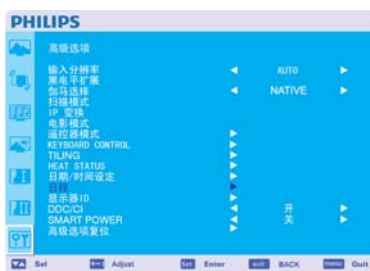 PHILIPS
高级选项
输入分辨率 AUTO
黑电平扩展
伽马选择 NATIVE
扫描模式
IP 变换
电影模式
遥控器模式
KEYBOARD CONTROL
TILING
HEAT STATUS
日期/时间设定
日程
显示器ID
DDC/CI 开
SMART POWER 关
高级选项复位
Sel Adjust Enter BACK Quit